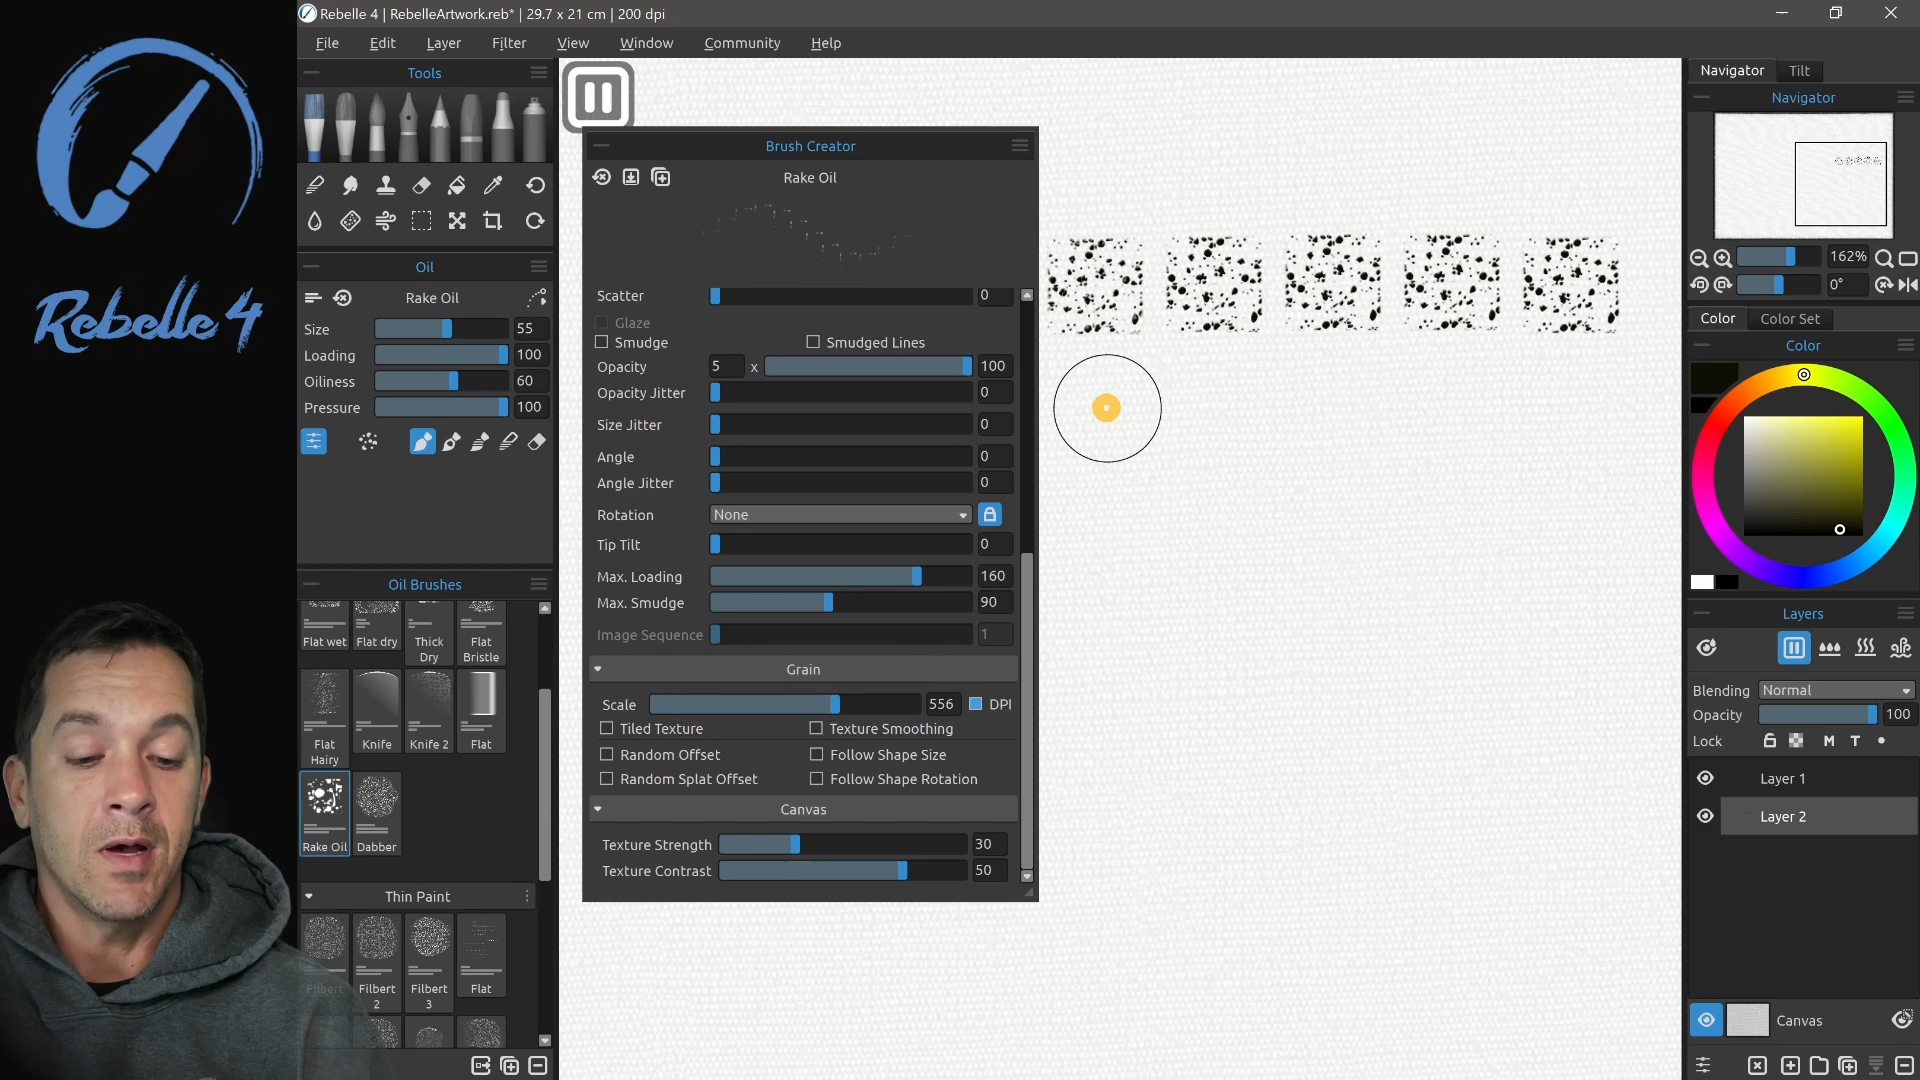 Rebelle 4 | RebelleArtwork.reb* | 29.7 x 21 cm | 200 dpi
File Edit Layer Filter View Window Community Help
Rebelle 4
Tools
Oil
Rake Oil
Size 55
Loading 100
Oiliness 60
Pressure 100
Oil Brushes
Flat wet Flat dry Thick Dry Flat Bristle
Flat Hairy Knife Knife 2 Flat
Rake Oil Dabber
Thin Paint
Filbert Filbert 2 Filbert 3 Flat
Brush Creator
Rake Oil
Scatter 0
Glaze
Smudge Smudged Lines
Opacity 5 x 100
Opacity Jitter 0
Size Jitter 0
Angle 0
Angle Jitter 0
Rotation None
Tip Tilt 0
Max. Loading 160
Max. Smudge 90
Image Sequence 1
Grain
Scale 556 DPI
Tiled Texture Texture Smoothing
Random Offset Follow Shape Size
Random Splat Offset Follow Shape Rotation
Canvas
Texture Strength 30
Texture Contrast 50
Navigator Tilt
Navigator
162%
0°
Color Color Set
Color
Layers
Blending Normal
Opacity 100
Lock M T
Layer 1
Layer 2
Canvas